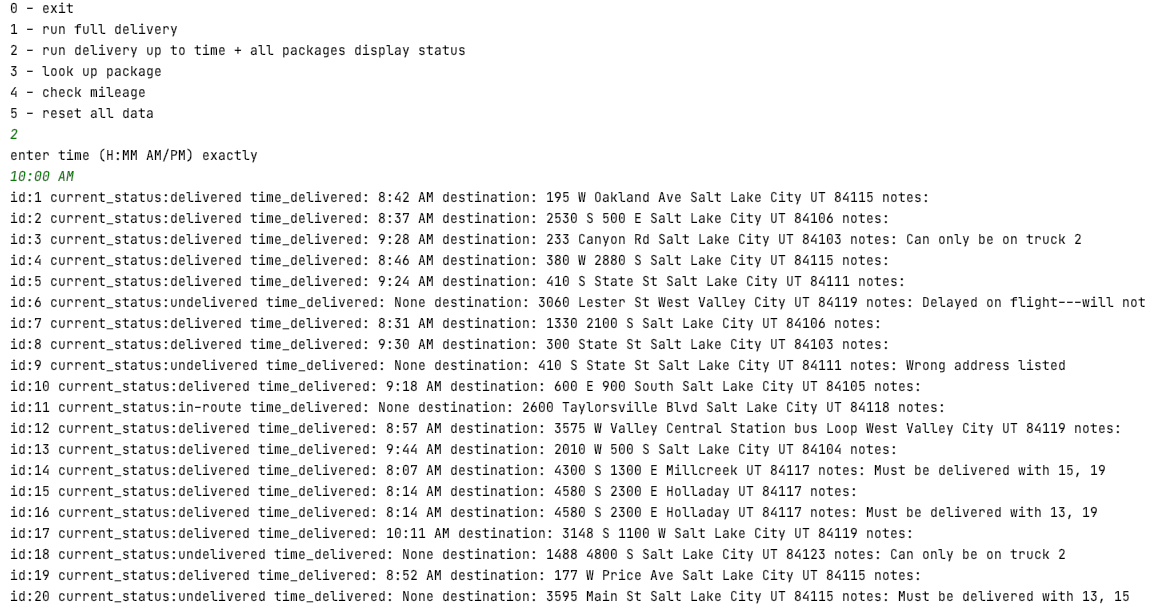 0 - exit
1 - run full delivery
2 - run delivery up to time + all packages display status
3 - look up package
4 - check mileage
5 - reset all data
2
enter time (H:MM AM/PM) exactly
10:00 AM
id:1 current_status:delivered time_delivered: 8:42 AM destination: 195 W Oakland Ave Salt Lake City UT 84115 notes:
id:2 current_status:delivered time_delivered: 8:37 AM destination: 2530 S 500 E Salt Lake City UT 84106 notes:
id:3 current_status:delivered time_delivered: 9:28 AM destination: 233 Canyon Rd Salt Lake City UT 84103 notes: Can only be on truck 2
id:4 current_status:delivered time_delivered: 8:46 AM destination: 380 W 2880 S Salt Lake City UT 84115 notes:
id:5 current_status:delivered time_delivered: 9:24 AM destination: 410 S State St Salt Lake City UT 84111 notes:
id:6 current_status:undelivered time_delivered: None destination: 3060 Lester St West Valley City UT 84119 notes: Delayed on flight---will not
id:7 current_status:delivered time_delivered: 8:31 AM destination: 1330 2100 S Salt Lake City UT 84106 notes:
id:8 current_status:delivered time_delivered: 9:30 AM destination: 300 State St Salt Lake City UT 84103 notes:
id:9 current_status:undelivered time_delivered: None destination: 410 S State St Salt Lake City UT 84111 notes: Wrong address listed
id:10 current_status:delivered time_delivered: 9:18 AM destination: 600 E 900 South Salt Lake City UT 84105 notes:
id:11 current_status:in-route time_delivered: None destination: 2600 Taylorsville Blvd Salt Lake City UT 84118 notes:
id:12 current_status:delivered time_delivered: 8:57 AM destination: 3575 W Valley Central Station bus Loop West Valley City UT 84119 notes:
id:13 current_status:delivered time_delivered: 9:44 AM destination: 2010 W 500 S Salt Lake City UT 84104 notes:
id:14 current_status:delivered time_delivered: 8:07 AM destination: 4300 S 1300 E Millcreek UT 84117 notes: Must be delivered with 15, 19
id:15 current_status:delivered time_delivered: 8:14 AM destination: 4580 S 2300 E Holladay UT 84117 notes:
id:16 current_status:delivered time_delivered: 8:14 AM destination: 4580 S 2300 E Holladay UT 84117 notes: Must be delivered with 13, 19
id:17 current_status:delivered time_delivered: 10:11 AM destination: 3148 S 1100 W Salt Lake City UT 84119 notes:
id:18 current_status:undelivered time_delivered: None destination: 1488 4800 S Salt Lake City UT 84123 notes: Can only be on truck 2
id:19 current_status:delivered time_delivered: 8:52 AM destination: 177 W Price Ave Salt Lake City UT 84115 notes:
id:20 current_status:undelivered time_delivered: None destination: 3595 Main St Salt Lake City UT 84115 notes: Must be delivered with 13, 15